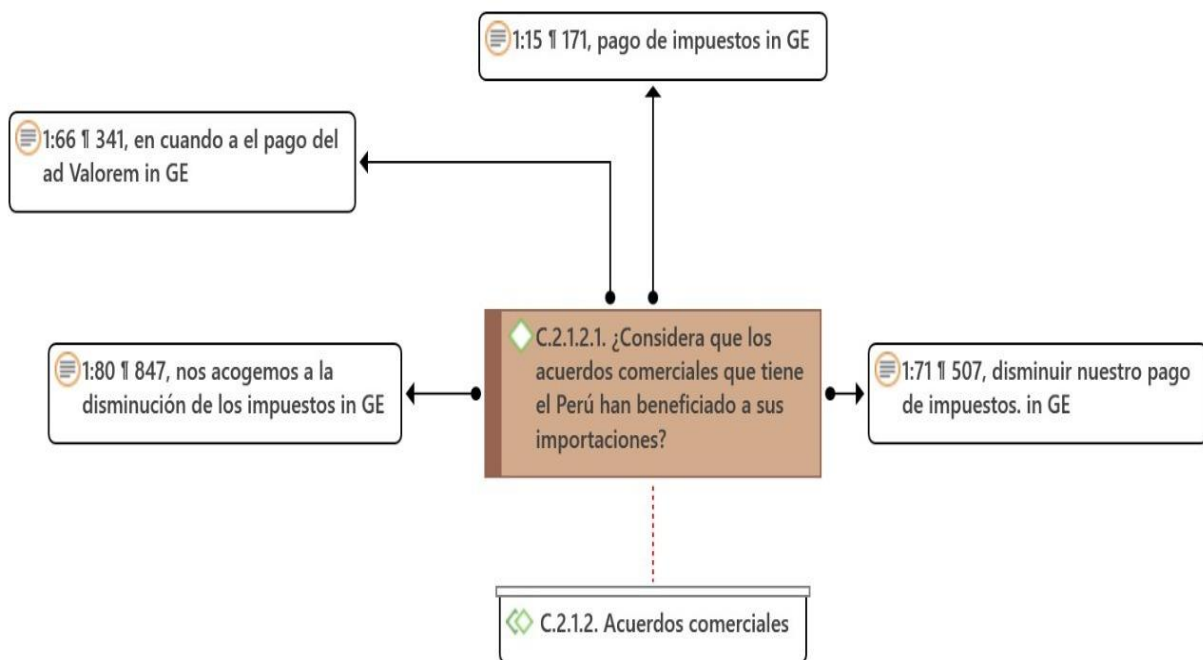 1:15 ¶ 171, pago de impuestos in GE
1:66 ¶ 341, en cuando a el pago del
ad Valorem in GE
1:80 ¶ 847, nos acogemos a la
disminución de los impuestos in GE
C.2.1.2.1. ¿Considera que los
acuerdos comerciales que tiene
el Perú han beneficiado a sus
importaciones?
1:71 ¶ 507, disminuir nuestro pago
de impuestos. in GE
C.2.1.2. Acuerdos comerciales